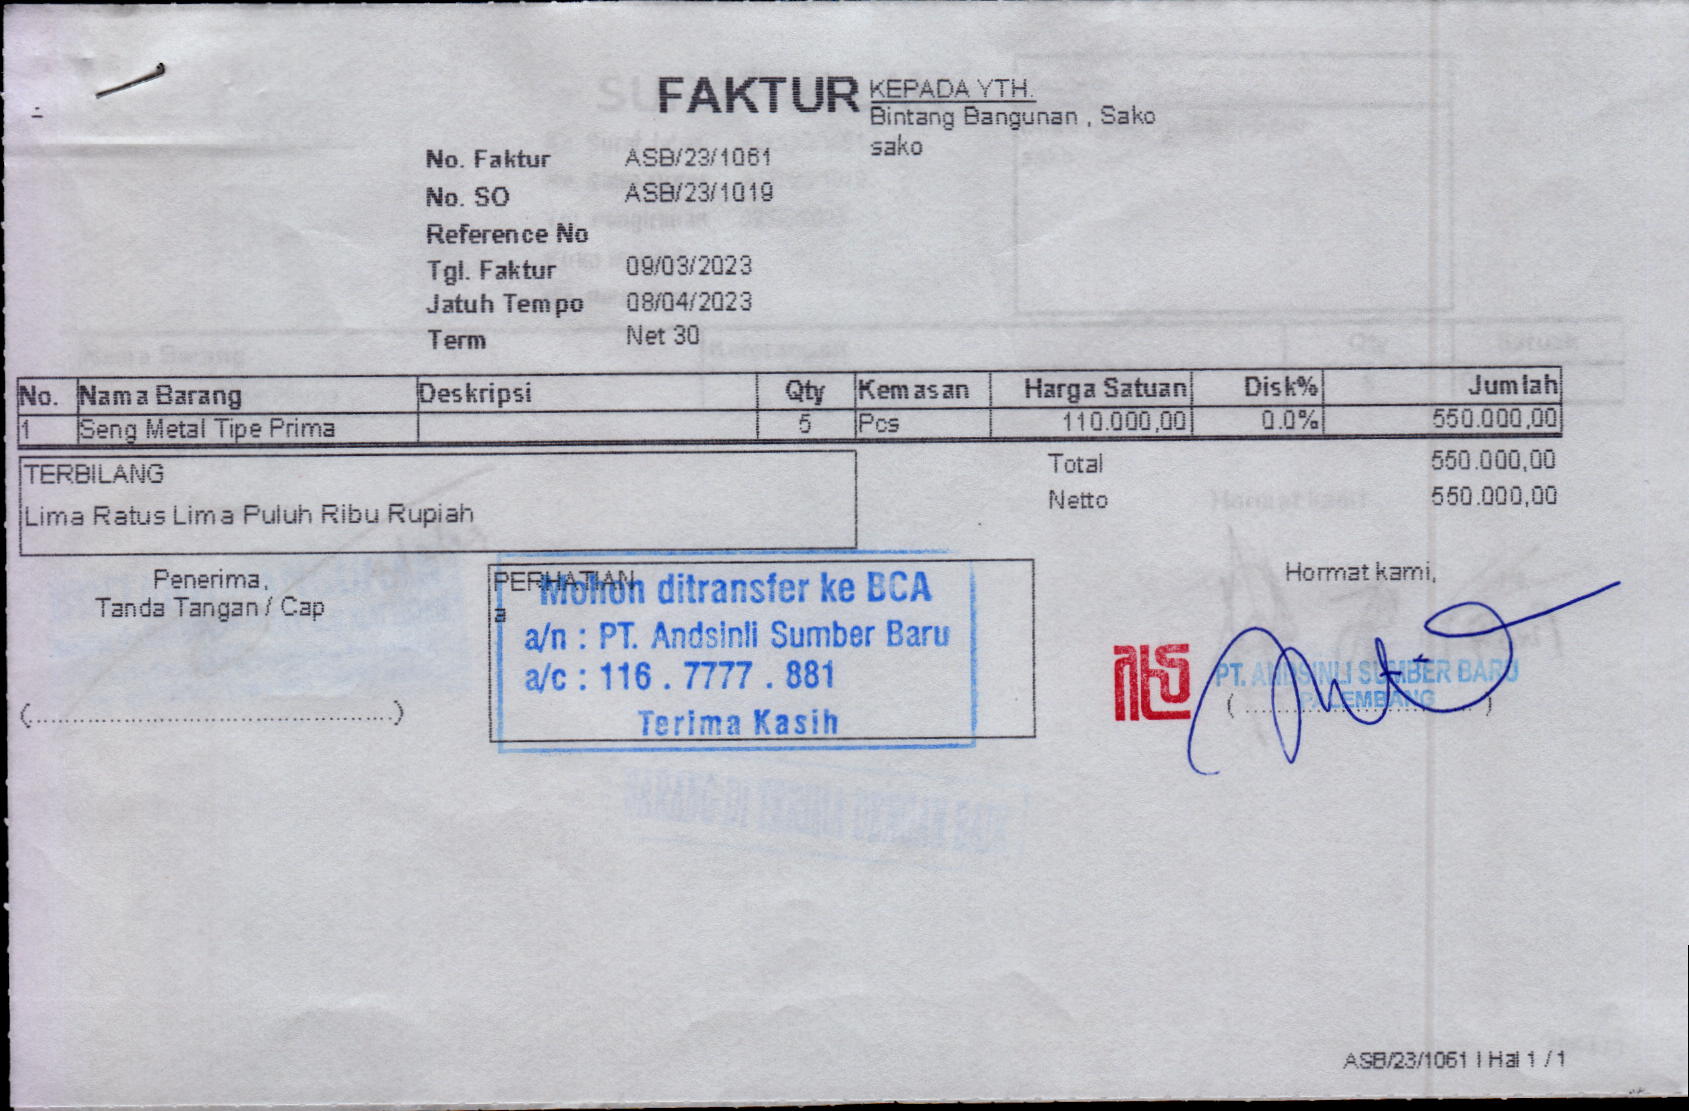 FAKTUR
KEPADA YTH.
Bintang Bangunan , Sako
sako
No. Faktur ASB/23/1061
No. SO ASB/23/1019
Reference No
Tgl. Faktur 09/03/2023
Jatuh Tempo 08/04/2023
Term Net 30
No. Nama Barang Deskripsi Qty Kemasan Harga Satuan Disk% Jumlah
1 Seng Metal Tipe Prima 5 Pcs 110.000,00 0.0% 550.000,00
TERBILANG
Lima Ratus Lima Puluh Ribu Rupiah
Total 550.000,00
Netto 550.000,00
Penerima,
Tanda Tangan / Cap
(..................................................)
PERHATIAN
a
Mohon ditransfer ke BCA
a/n : PT. Andsinli Sumber Baru
a/c : 116 . 7777 . 881
Terima Kasih
Hormat kami,
PT. ANDSINLI SUMBER BARU
PALEMBANG
ASB/23/1061 | Hal 1 / 1